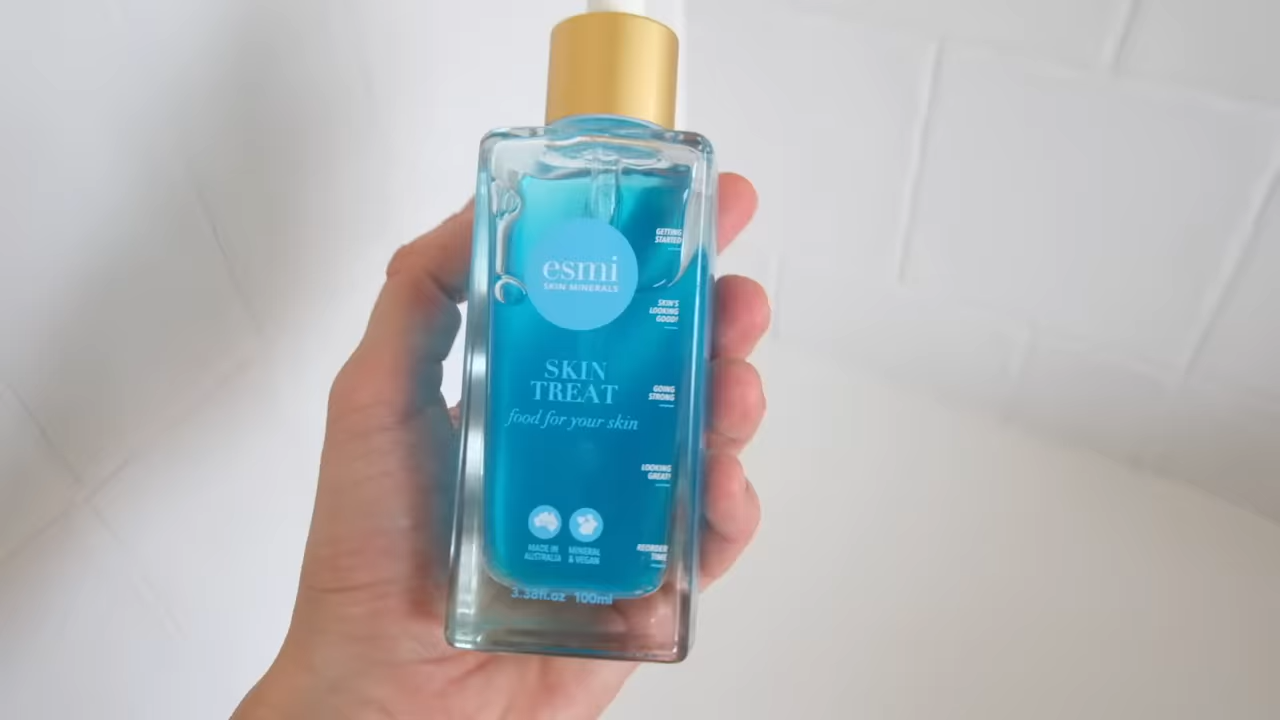 esmi
SKIN MINERALS
SKIN
TREAT
food for your skin
GETTING
STARTED
SKIN'S
LOOKING
GOOD!
GOING
STRONG
LOOKING
GREAT!
REORDER
TIME
MADE IN
AUSTRALIA
MINERAL
& VEGAN
3.38fl.oz 100ml